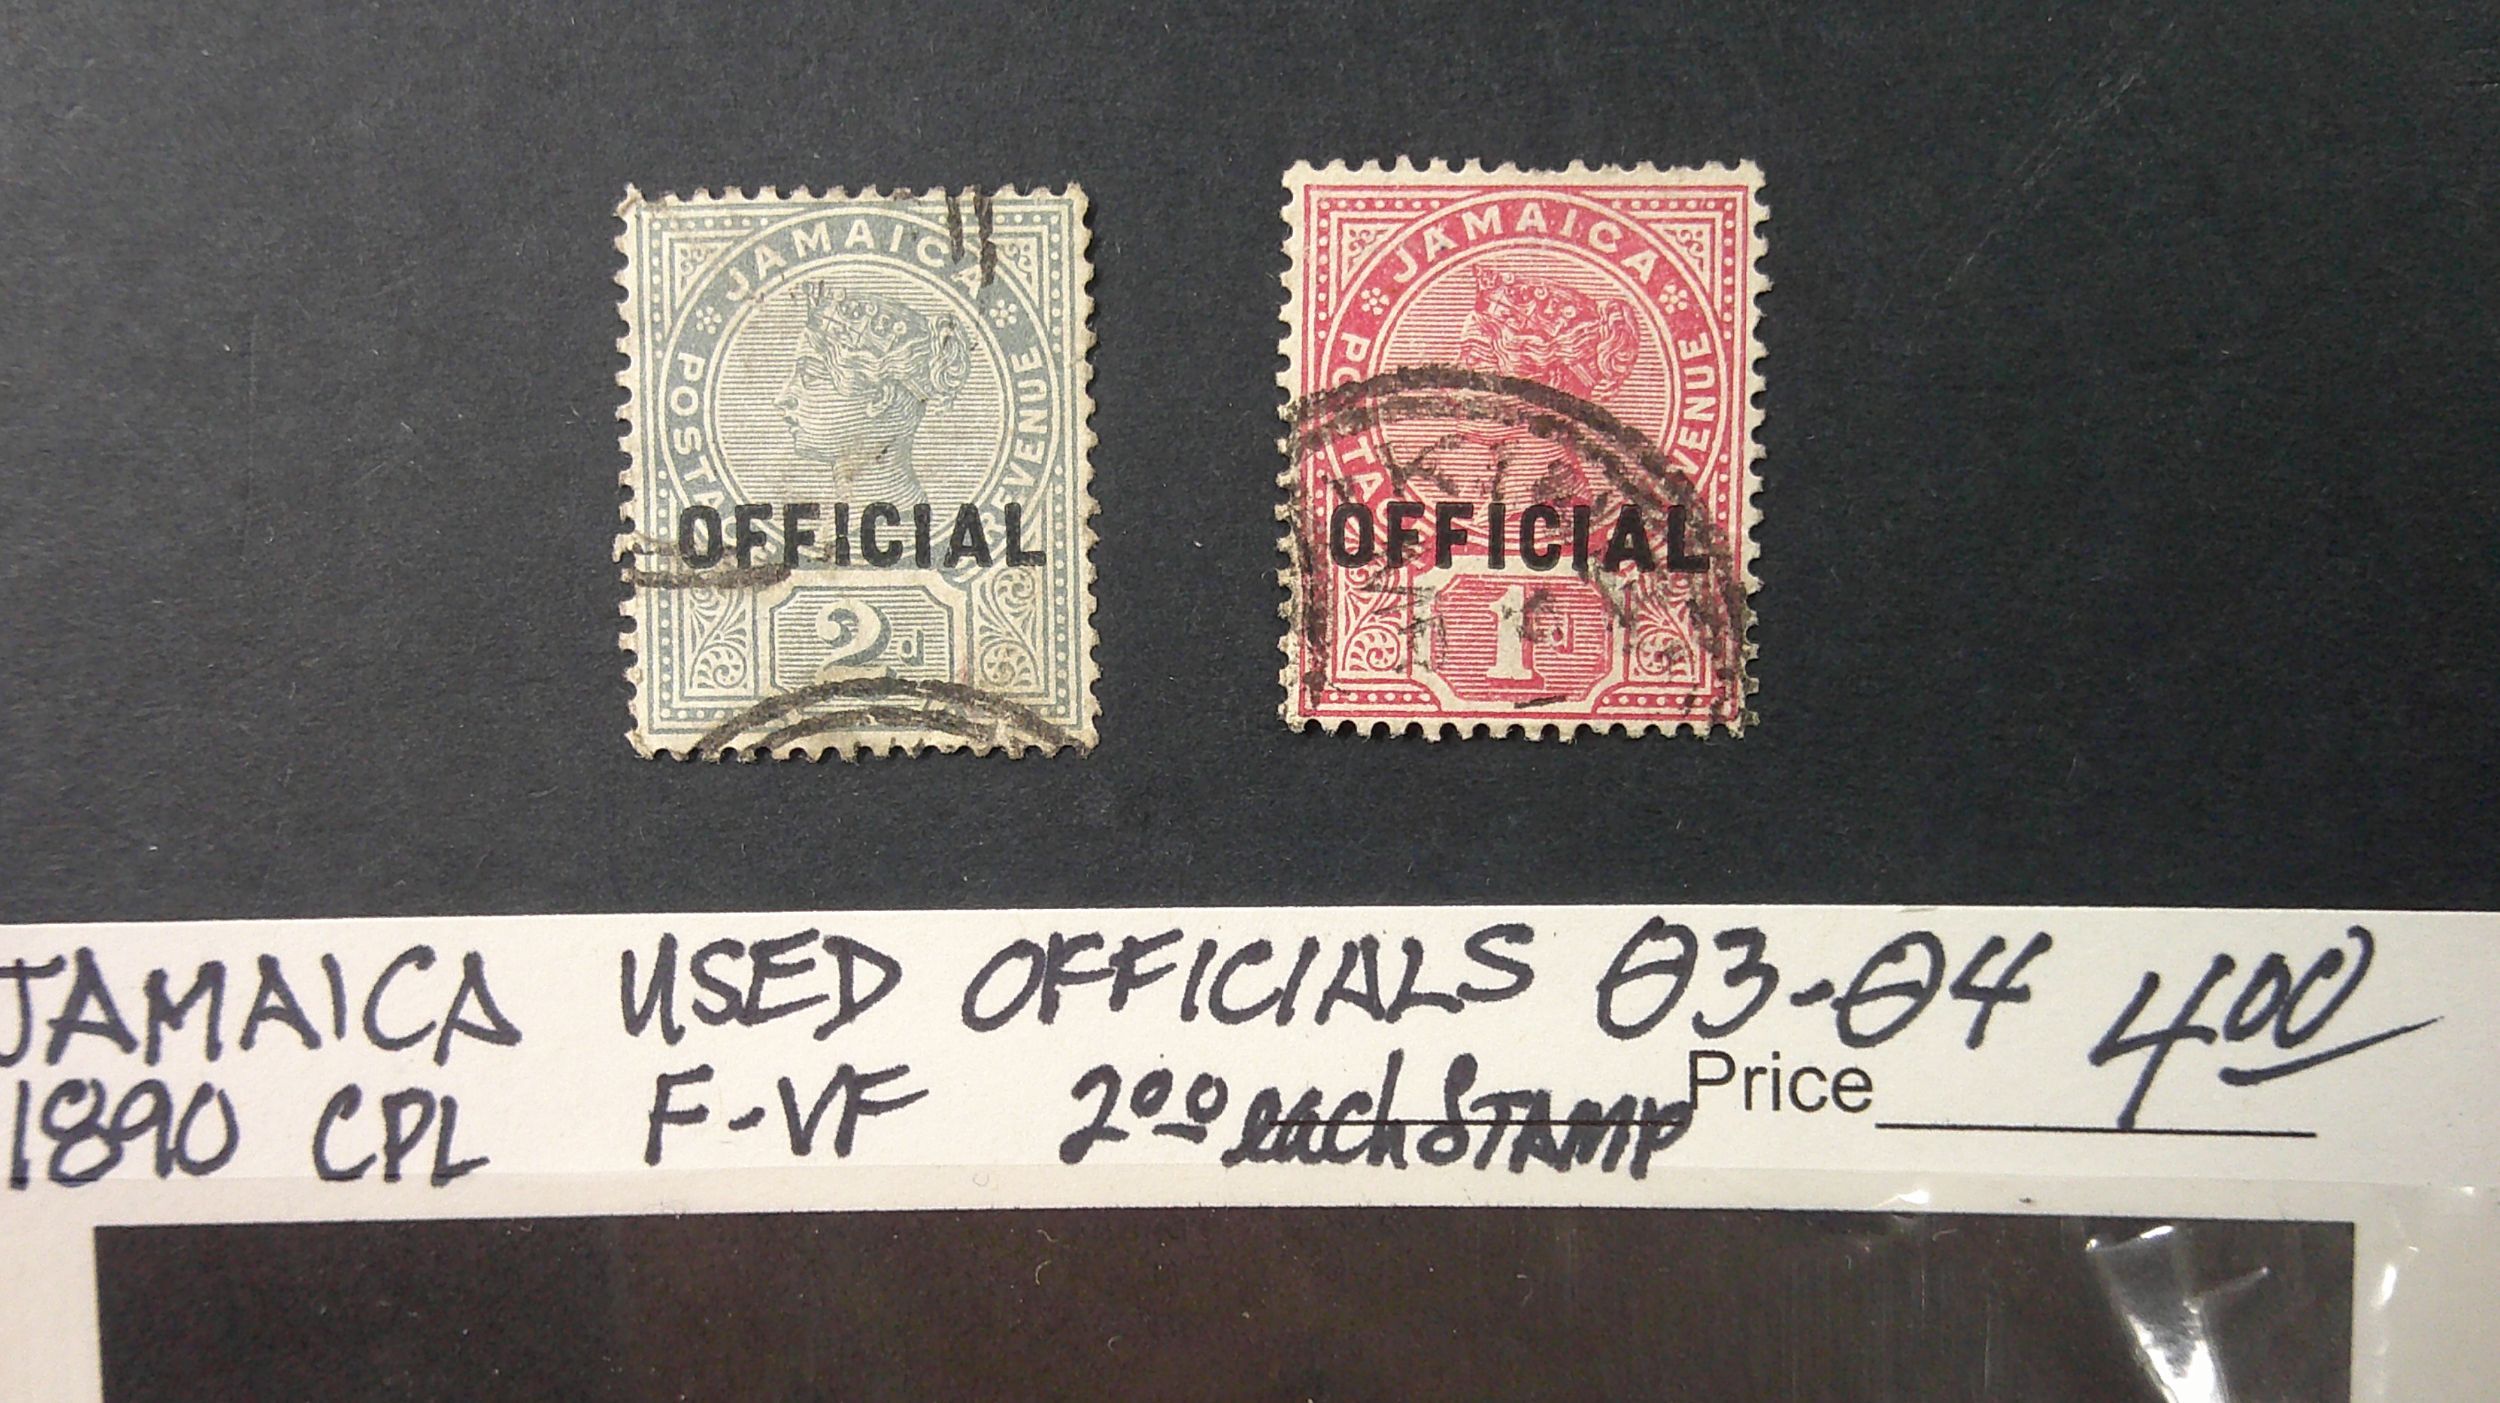 JAMAICA
POSTAGE & REVENUE
OFFICIAL
2d
JAMAICA
OFFICIAL
1d
JAMAICA USED OFFICIALS O3-O4 4.00
1890 CPL F-VF 2.00 each STAMP Price